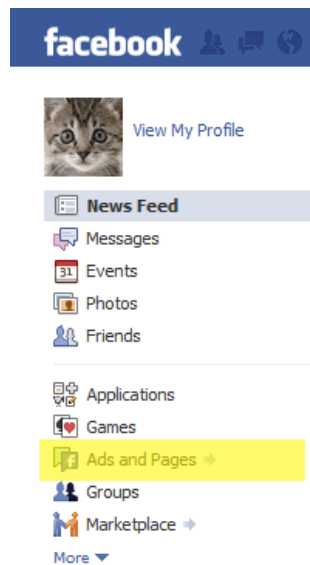 facebook
View My Profile
News Feed
Messages
31 Events
Photos
Friends
Applications
Games
Ads and Pages
Groups
Marketplace
More